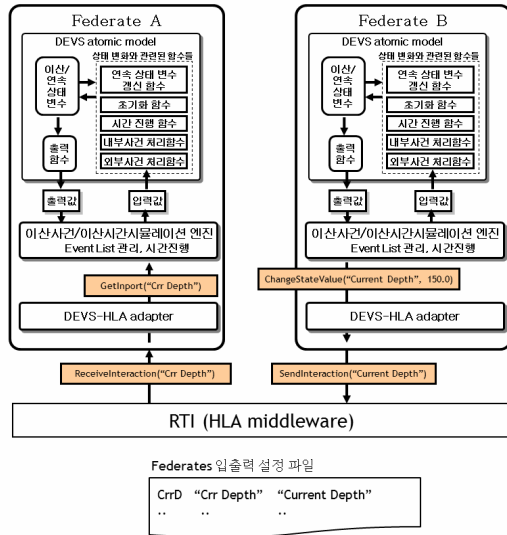 Federate A
DEVS atomic model
상태 변화와 관련된 함수들
이산/
연속
상태
변수
연속 상태 변수
갱신 함수
초기화 함수
시간 진행 함수
내부사건 처리함수
외부사건 처리함수
출력
함수
출력값
입력값
이산사건/이산시간시뮬레이션 엔진
Event List 관리, 시간진행
GetInport("Crr Depth")
DEVS-HLA adapter
ReceiveInteraction("Crr Depth")
Federate B
DEVS atomic model
상태 변화와 관련된 함수들
이산/
연속
상태
변수
연속 상태 변수
갱신 함수
초기화 함수
시간 진행 함수
내부사건 처리함수
외부사건 처리함수
출력
함수
출력값
입력값
이산사건/이산시간시뮬레이션 엔진
Event List 관리, 시간진행
ChangeStateValue("Current Depth", 150.0)
DEVS-HLA adapter
SendInteraction("Current Depth")
RTI (HLA middleware)
Federates 입출력 설정 파일
CrrD "Crr Depth" "Current Depth"
.. .. ..